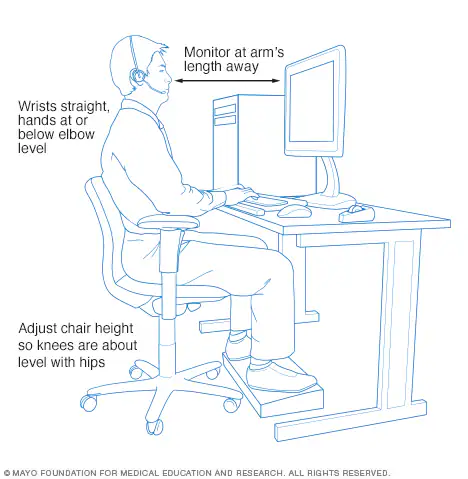 Monitor at arm's
length away
Wrists straight,
hands at or
below elbow
level
Adjust chair height
so knees are about
level with hips
© MAYO FOUNDATION FOR MEDICAL EDUCATION AND RESEARCH. ALL RIGHTS RESERVED.